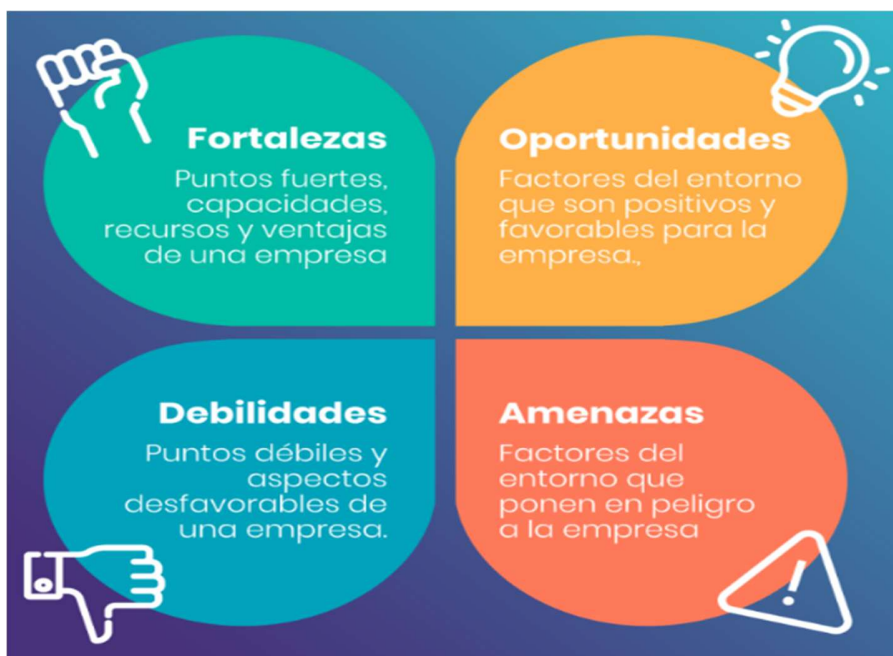 Fortalezas
Puntos fuertes,
capacidades,
recursos y ventajas
de una empresa
Oportunidades
Factores del entorno
que son positivos y
favorables para la
empresa.,
Debilidades
Puntos débiles y
aspectos
desfavorables de
una empresa.
Amenazas
Factores del
entorno que
ponen en peligro
a la empresa
!